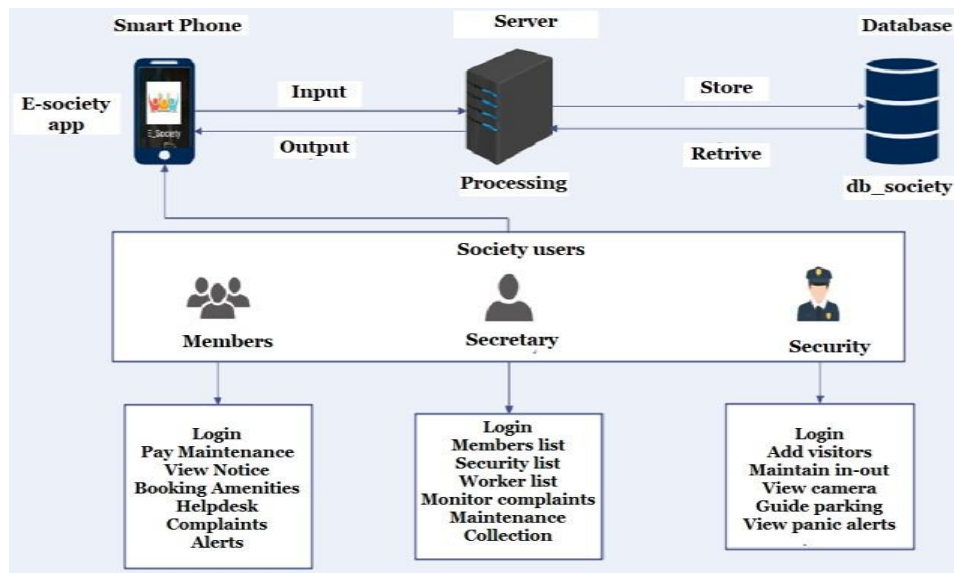 Smart Phone
Server
Database
E-society
app
E_Society
Input
Output
Store
Retrive
Processing
db_society
Society users
Members
Secretary
Security
Login
Pay Maintenance
View Notice
Booking Amenities
Helpdesk
Complaints
Alerts
Login
Members list
Security list
Worker list
Monitor complaints
Maintenance
Collection
Login
Add visitors
Maintain in-out
View camera
Guide parking
View panic alerts